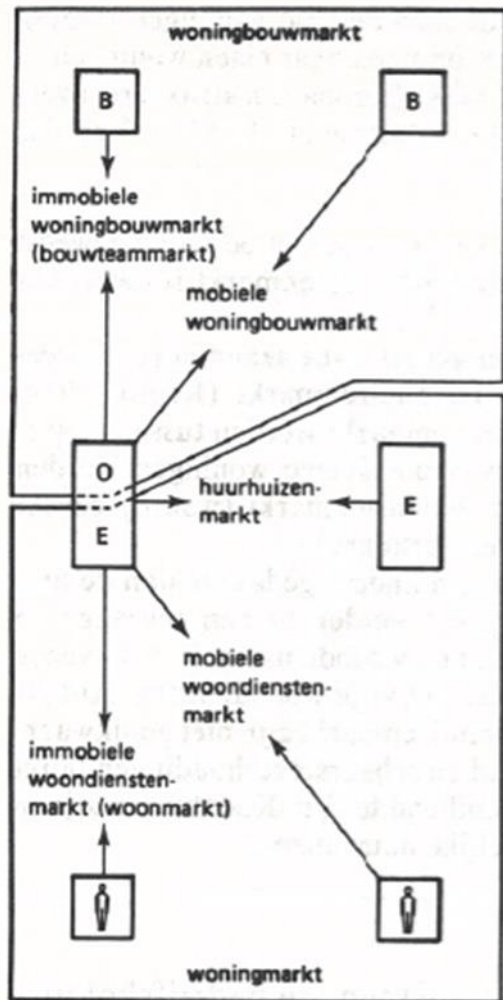 woningbouwmarkt
B
B
immobiele
woningbouwmarkt
(bouwteammarkt)
mobiele
woningbouwmarkt
O
E
huurhuizen-
markt
E
mobiele
woondiensten-
markt
immobiele
woondiensten-
markt (woonmarkt)
woningmarkt